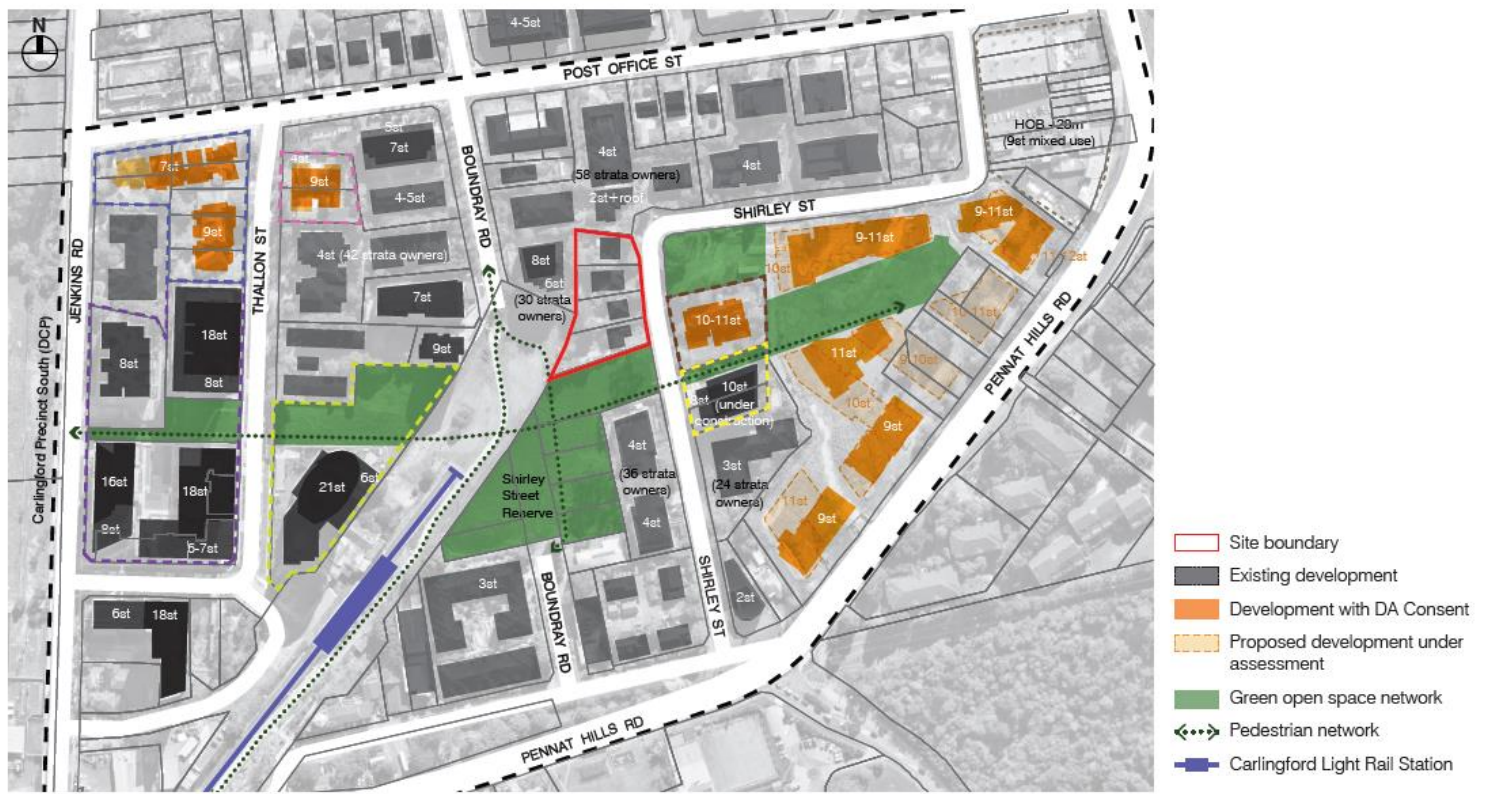 N
4-5st
POST OFFICE ST
HOB - 28m
(9st mixed use)
5st
7st
7st
4st
9st
4st
(58 strata owners)
4st
4-5st
2st+roof
BOUNDRAY RD
SHIRLEY ST
9-11st
9-11st
9st
4st (42 strata owners)
8st
6st
(30 strata
owners)
10st
11-12st
JENKINS RD
THALLON ST
7st
18st
8st
8st
9st
10-11st
10-11st
11st
9-10st
10st
PENNAT HILLS RD
10st
8st
(under
construction)
Carlingford Precinct South (DCP)
16st
18st
8st
6-7st
21st
6st
Shirley
Street
Reserve
4st
(36 strata
owners)
4st
3st
(24 strata
owners)
9st
11st
9st
3st
BOUNDRAY RD
SHIRLEY ST
2st
6st
18st
PENNAT HILLS RD
Site boundary
Existing development
Development with DA Consent
Proposed development under
assessment
Green open space network
Pedestrian network
Carlingford Light Rail Station